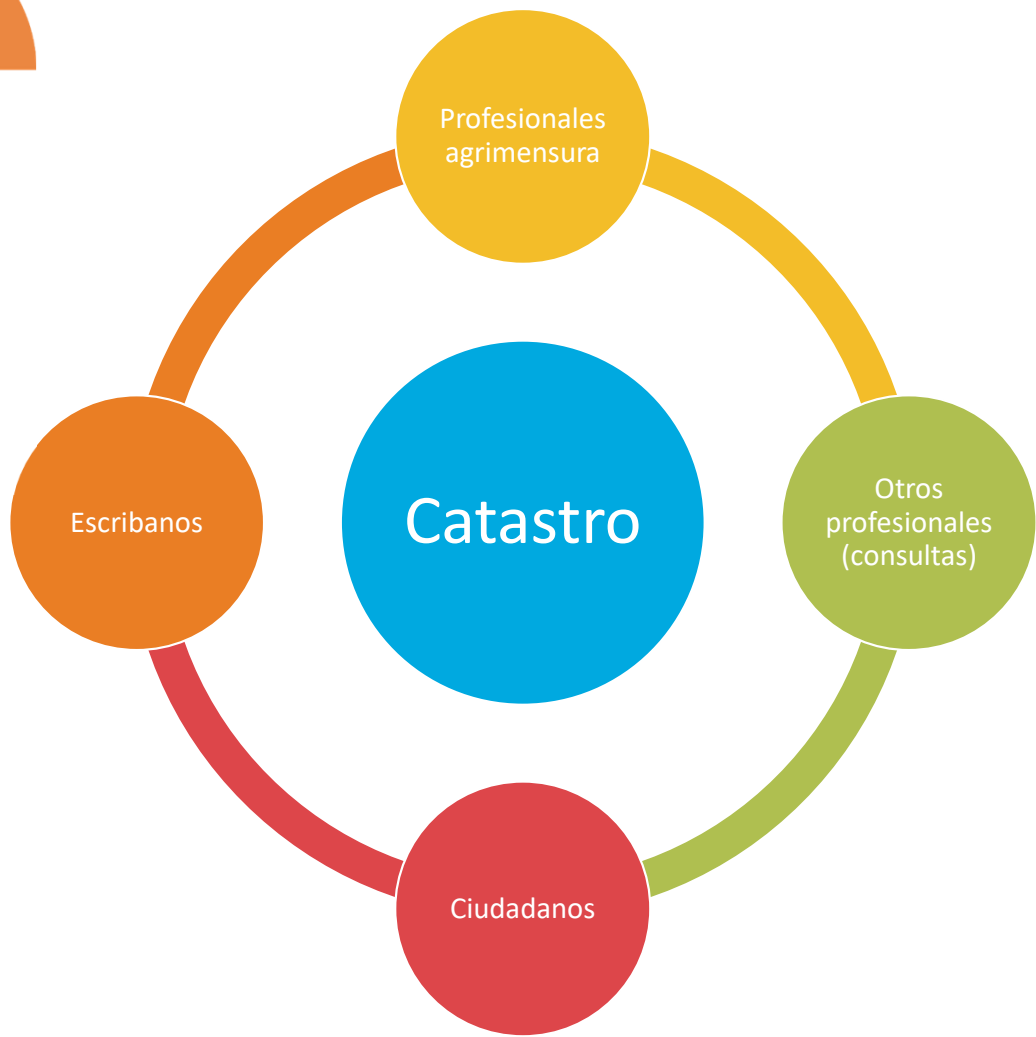 Profesionales
agrimensura
Otros
profesionales
(consultas)
Escribanos
Catastro
Ciudadanos